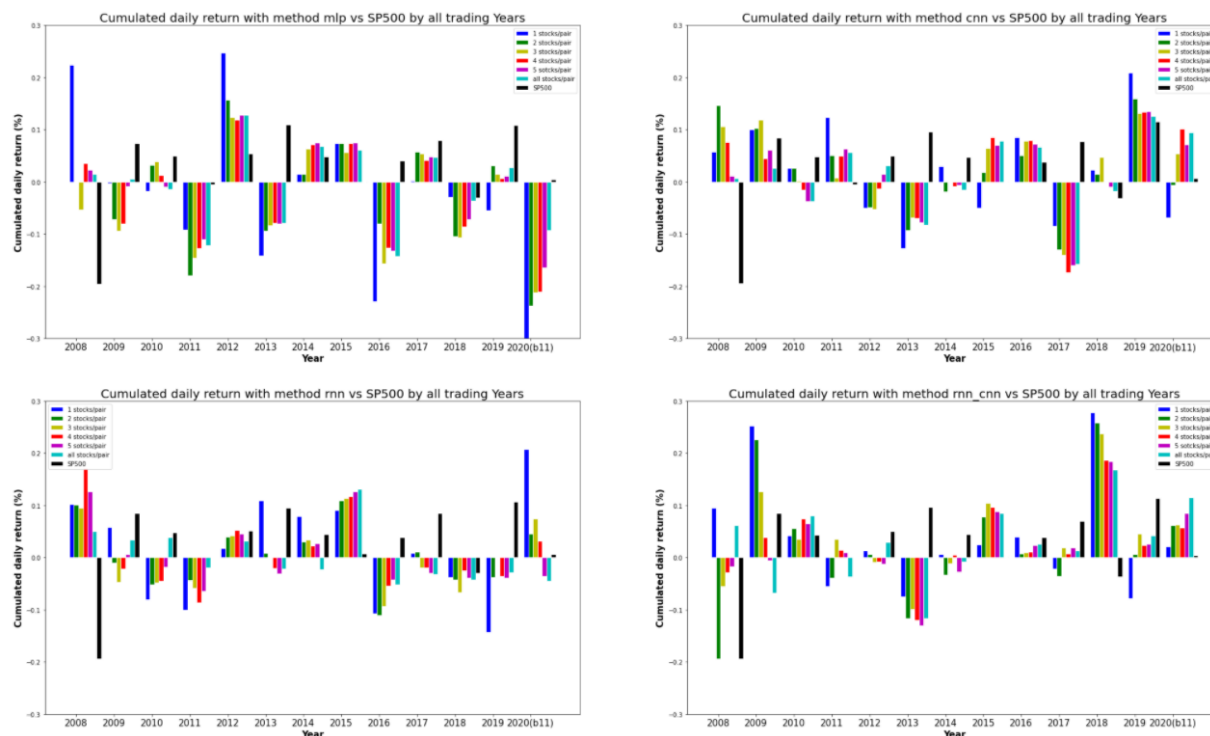 Cumulated daily return with method mlp vs SP500 by all trading Years
Cumulated daily return (%)
0.3
0.2
0.1
0.0
−0.1
−0.2
−0.3
1 stocks/pair
2 stocks/pair
3 stocks/pair
4 stocks/pair
5 sotcks/pair
all stocks/pair
SP500
2008 2009 2010 2011 2012 2013 2014 2015 2016 2017 2018 2019 2020(b11)
Year
Cumulated daily return with method cnn vs SP500 by all trading Years
Cumulated daily return (%)
0.3
0.2
0.1
0.0
−0.1
−0.2
−0.3
1 stocks/pair
2 stocks/pair
3 stocks/pair
4 stocks/pair
5 sotcks/pair
all stocks/pair
SP500
2008 2009 2010 2011 2012 2013 2014 2015 2016 2017 2018 2019 2020(b11)
Year
Cumulated daily return with method rnn vs SP500 by all trading Years
Cumulated daily return (%)
0.3
0.2
0.1
0.0
−0.1
−0.2
−0.3
1 stocks/pair
2 stocks/pair
3 stocks/pair
4 stocks/pair
5 sotcks/pair
all stocks/pair
SP500
2008 2009 2010 2011 2012 2013 2014 2015 2016 2017 2018 2019 2020(b11)
Year
Cumulated daily return with method rnn_cnn vs SP500 by all trading Years
Cumulated daily return (%)
0.3
0.2
0.1
0.0
−0.1
−0.2
−0.3
1 stocks/pair
2 stocks/pair
3 stocks/pair
4 stocks/pair
5 sotcks/pair
all stocks/pair
SP500
2008 2009 2010 2011 2012 2013 2014 2015 2016 2017 2018 2019 2020(b11)
Year